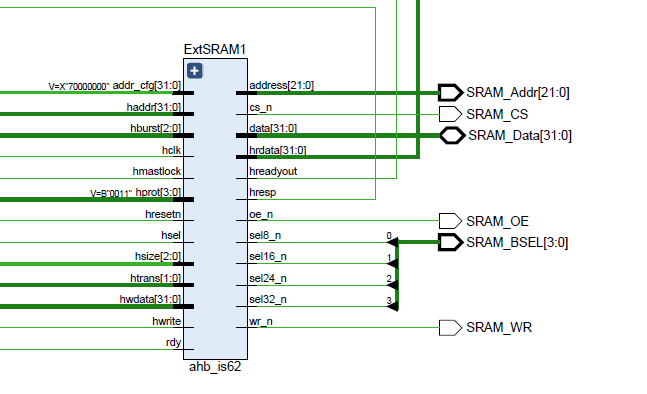 ExtSRAM1
V=X"70000000" addr_cfg[31:0]
address[21:0]
SRAM_Addr[21:0]
haddr[31:0]
cs_n
SRAM_CS
hburst[2:0]
data[31:0]
SRAM_Data[31:0]
hclk
hrdata[31:0]
hmastlock
hreadyout
V=B"0011" hprot[3:0]
hresp
hresetn
oe_n
SRAM_OE
hsel
sel8_n
0
SRAM_BSEL[3:0]
hsize[2:0]
sel16_n
1
htrans[1:0]
sel24_n
2
hwdata[31:0]
sel32_n
3
hwrite
wr_n
SRAM_WR
rdy
ahb_is62